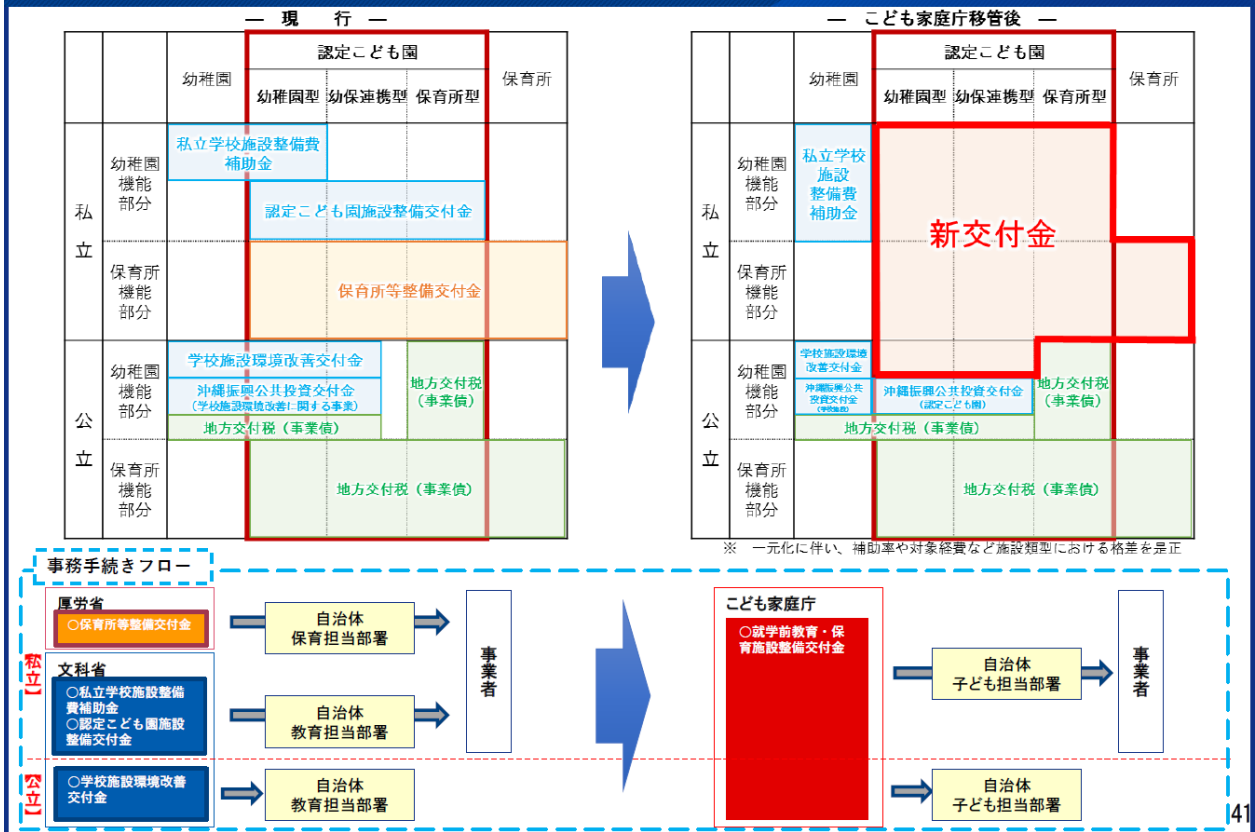 ― 現　行 ―
幼稚園
認定こども園
保育所
幼稚園型
幼保連携型
保育所型
私立
幼稚園
機能
部分
私立学校施設整備費
補助金
認定こども園施設整備交付金
保育所
機能
部分
保育所等整備交付金
公立
幼稚園
機能
部分
学校施設環境改善交付金
沖縄振興公共投資交付金
(学校施設環境改善に関する事業)
地方交付税（事業債）
地方交付税
（事業債）
保育所
機能
部分
地方交付税（事業債）
― こども家庭庁移管後 ―
幼稚園
認定こども園
保育所
幼稚園型
幼保連携型
保育所型
私立
幼稚園
機能
部分
私立学校
施設
整備費
補助金
新交付金
保育所
機能
部分
公立
幼稚園
機能
部分
学校施設環境
改善交付金
沖縄振興公共
投資交付金
沖縄振興公共投資交付金
(認定こども園)
地方交付税（事業債）
地方交付税
（事業債）
保育所
機能
部分
地方交付税（事業債）
※　一元化に伴い、補助率や対象経費など施設類型における格差を是正
事務手続きフロー
【私立】
厚労省
○保育所等整備交付金
自治体
保育担当部署
文科省
○私立学校施設整備
費補助金
○認定こども園施設
整備交付金
自治体
教育担当部署
事業者
【公立】
○学校施設環境改善
交付金
自治体
教育担当部署
こども家庭庁
○就学前教育・保
育施設整備交付金
自治体
子ども担当部署
事業者
自治体
子ども担当部署
41